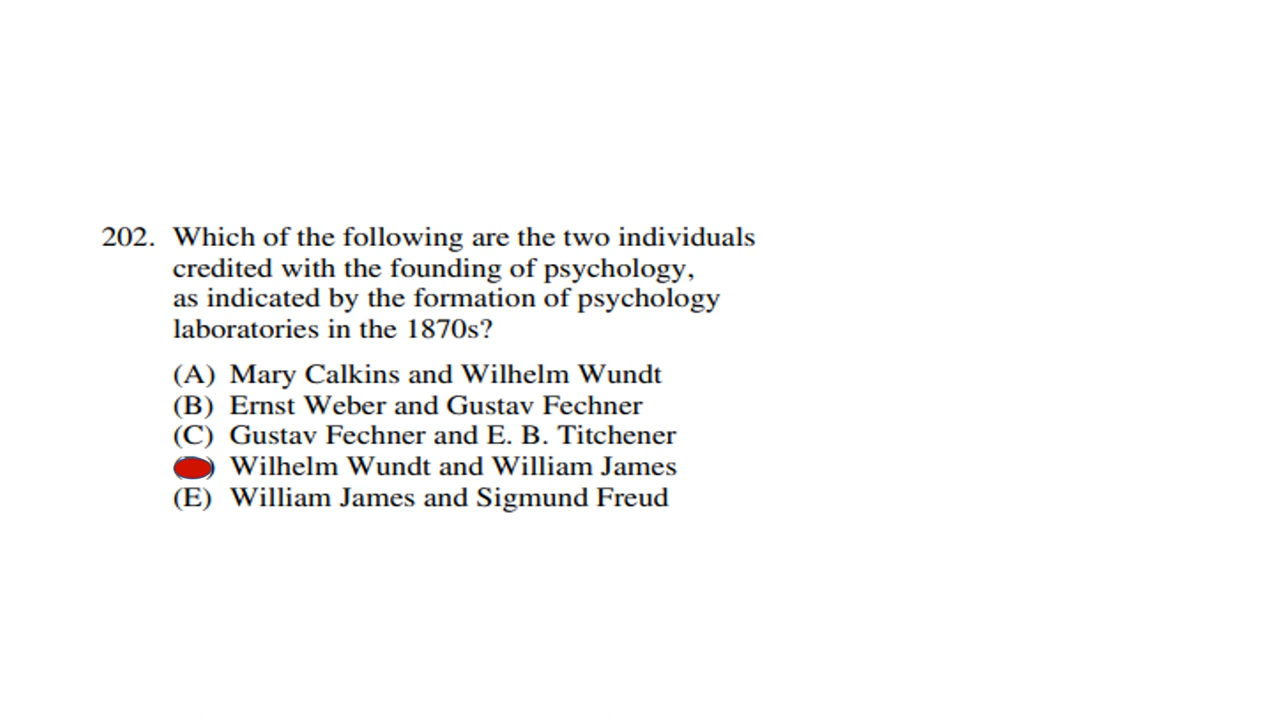 202. Which of the following are the two individuals
credited with the founding of psychology,
as indicated by the formation of psychology
laboratories in the 1870s?
(A) Mary Calkins and Wilhelm Wundt
(B) Ernst Weber and Gustav Fechner
(C) Gustav Fechner and E. B. Titchener
Wilhelm Wundt and William James
(E) William James and Sigmund Freud